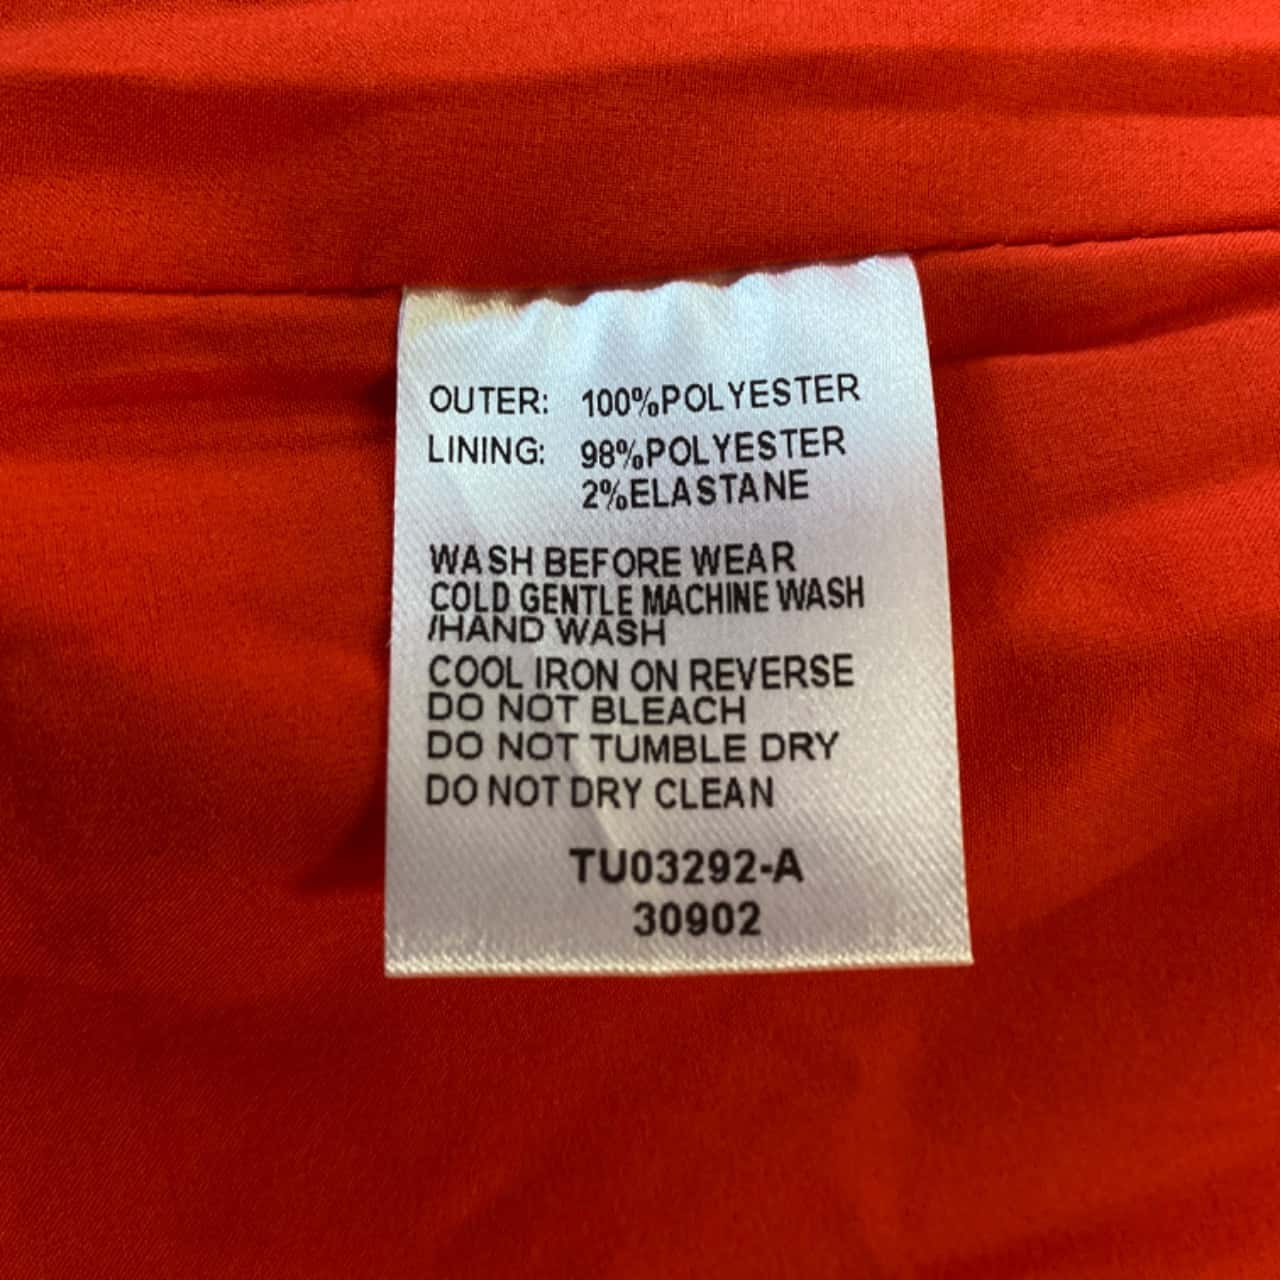 OUTER: 100%POLYESTER
LINING: 98%POLYESTER
2%ELASTANE
WASH BEFORE WEAR
COLD GENTLE MACHINE WASH
/HAND WASH
COOL IRON ON REVERSE
DO NOT BLEACH
DO NOT TUMBLE DRY
DO NOT DRY CLEAN
TU03292-A
30902